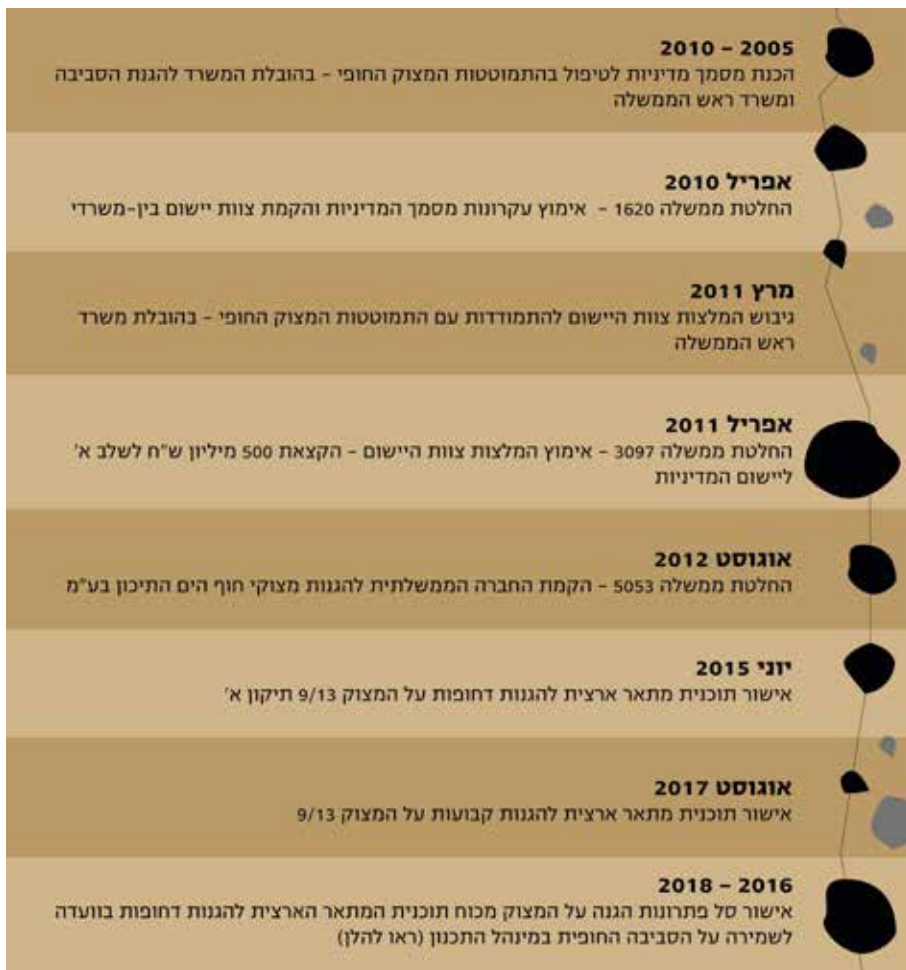 2010 – 2005
הכנת מסמך מדיניות לטיפול בהתמוטטות המצוק החופי – בהובלת המשרד להגנת הסביבה
ומשרד ראש הממשלה
אפריל 2010
החלטת ממשלה 1620 – אימוץ עקרונות מסמך המדיניות והקמת צוות יישום בין-משרדי
מרץ 2011
גיבוש המלצות צוות היישום להתמודדות עם התמוטטות המצוק החופי – בהובלת משרד
ראש הממשלה
אפריל 2011
החלטת ממשלה 3097 – אימוץ המלצות צוות היישום – הקצאת 500 מיליון ש"ח לשלב א'
ליישום המדיניות
אוגוסט 2012
החלטת ממשלה 5053 – הקמת החברה הממשלתית להגנות מצוקי חוף הים התיכון בע"מ
יוני 2015
אישור תוכנית מתאר ארצית להגנות דחופות על המצוק 9/13 תיקון א'
אוגוסט 2017
אישור תוכנית מתאר ארצית להגנות קבועות על המצוק 9/13
2018 – 2016
אישור סל פתרונות הגנה על המצוק מכוח תוכנית המתאר הארצית להגנות דחופות בוועדה
לשמירה על הסביבה החופית במינהל התכנון (ראו להלן)